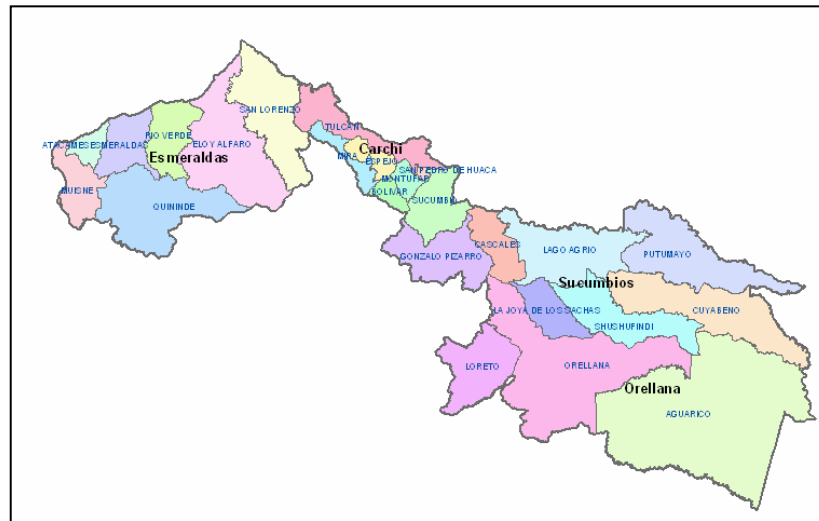 SAN LORENZO
TULCAN
RIO VERDE
ATACAMES
ESMERALDAS
ELOY ALFARO
Carchi
Esmeraldas
MIRA
ESPEJO
SAN PEDRO DE HUACA
MONTUFAR
BOLIVAR
MUISNE
SUCUMBIO
QUININDE
CASCALES
LAGO AGRIO
PUTUMAYO
GONZALO PIZARRO
Sucumbios
LA JOYA DE LOS SACHAS
CUYABENO
SHUSHUFINDI
LORETO
ORELLANA
Orellana
AGUARICO